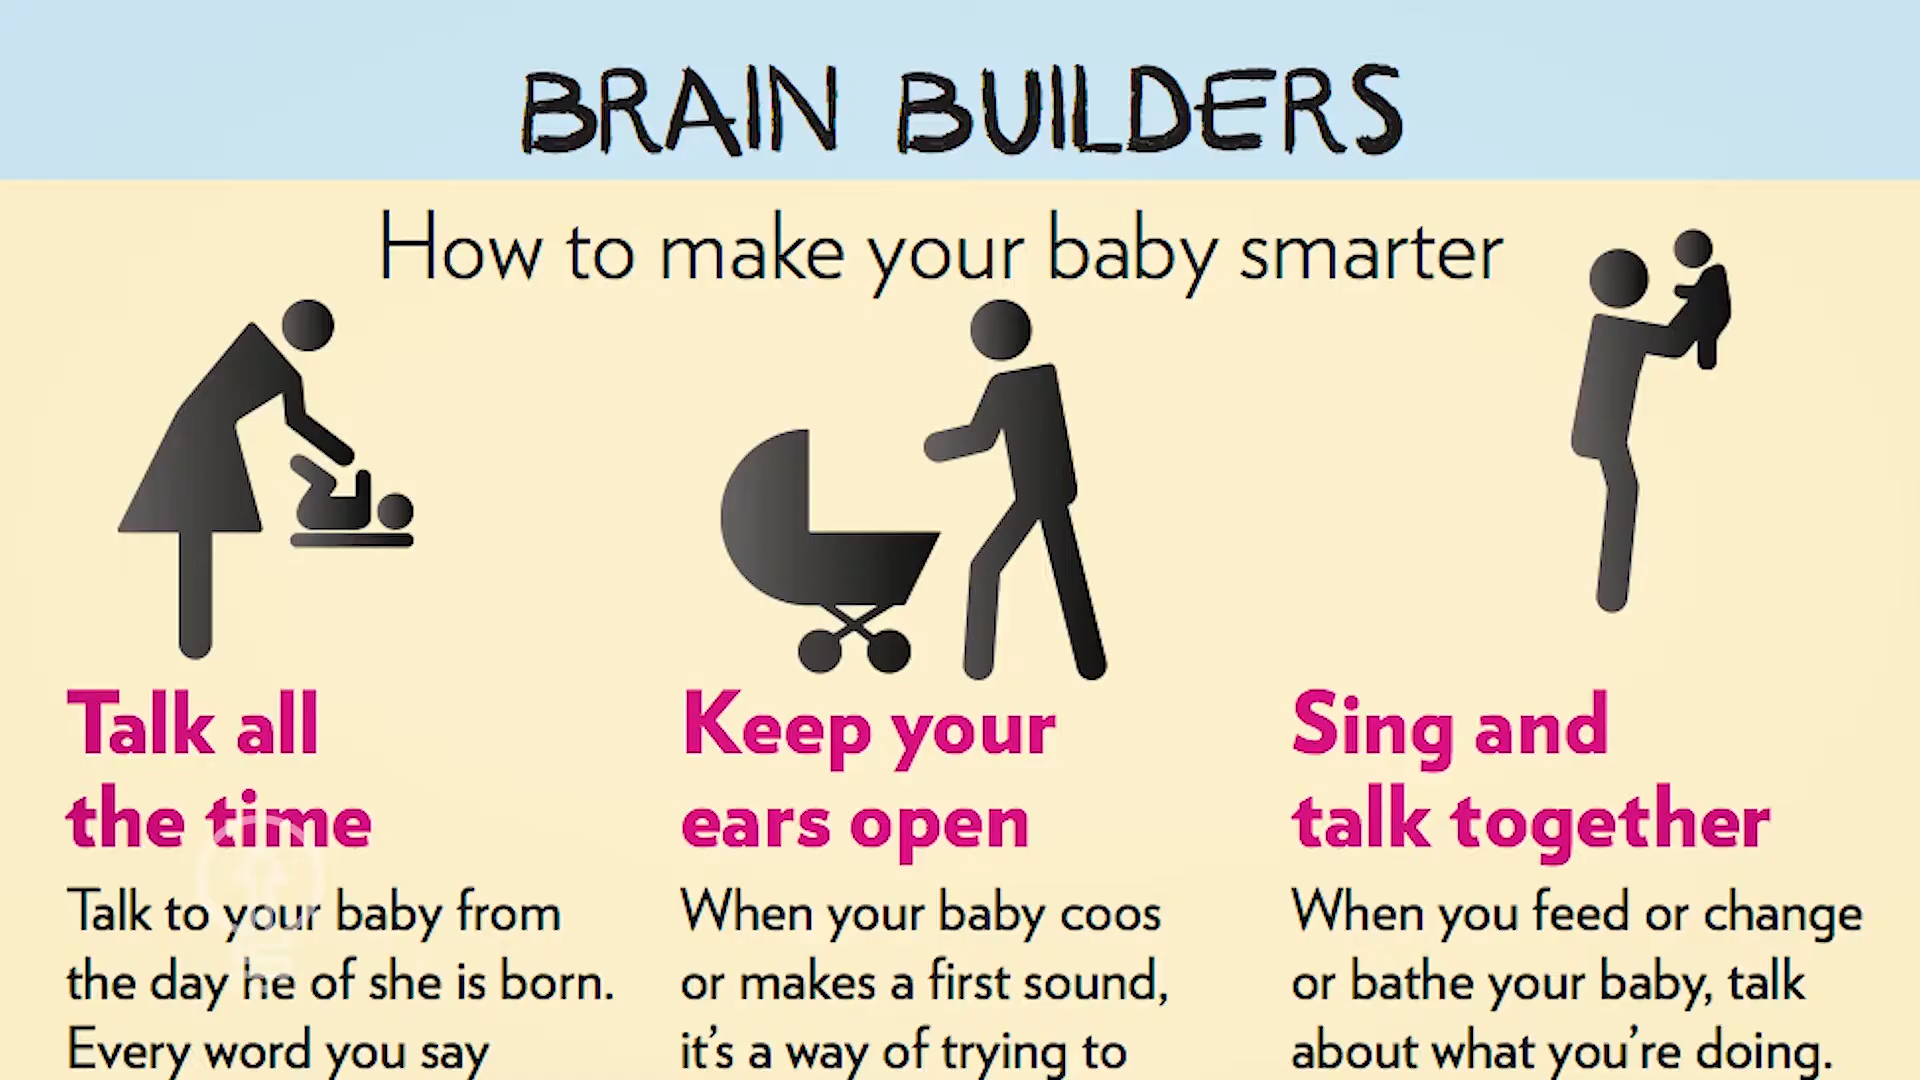 BRAIN BUILDERS
How to make your baby smarter
Talk all
the time
Talk to your baby from
the day he of she is born.
Every word you say
Keep your
ears open
When your baby coos
or makes a first sound,
it's a way of trying to
Sing and
talk together
When you feed or change
or bathe your baby, talk
about what you're doing.